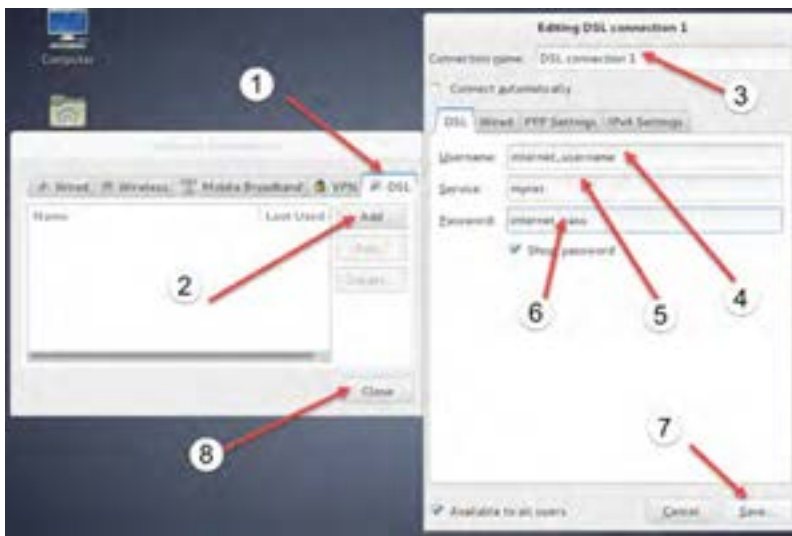 Computer
1
Wired Wireless Mobile Broadband VPN DSL
Name Last Used
Add
2
Close
8
Editing DSL connection 1
Connection name: DSL connection 1
3
Connect automatically
DSL Wired PPP Settings IPv4 Settings
Username: internet_username
Service: mynet
Password: internet_pass
Show password
6
5
4
7
Available to all users
Cancel
Save...